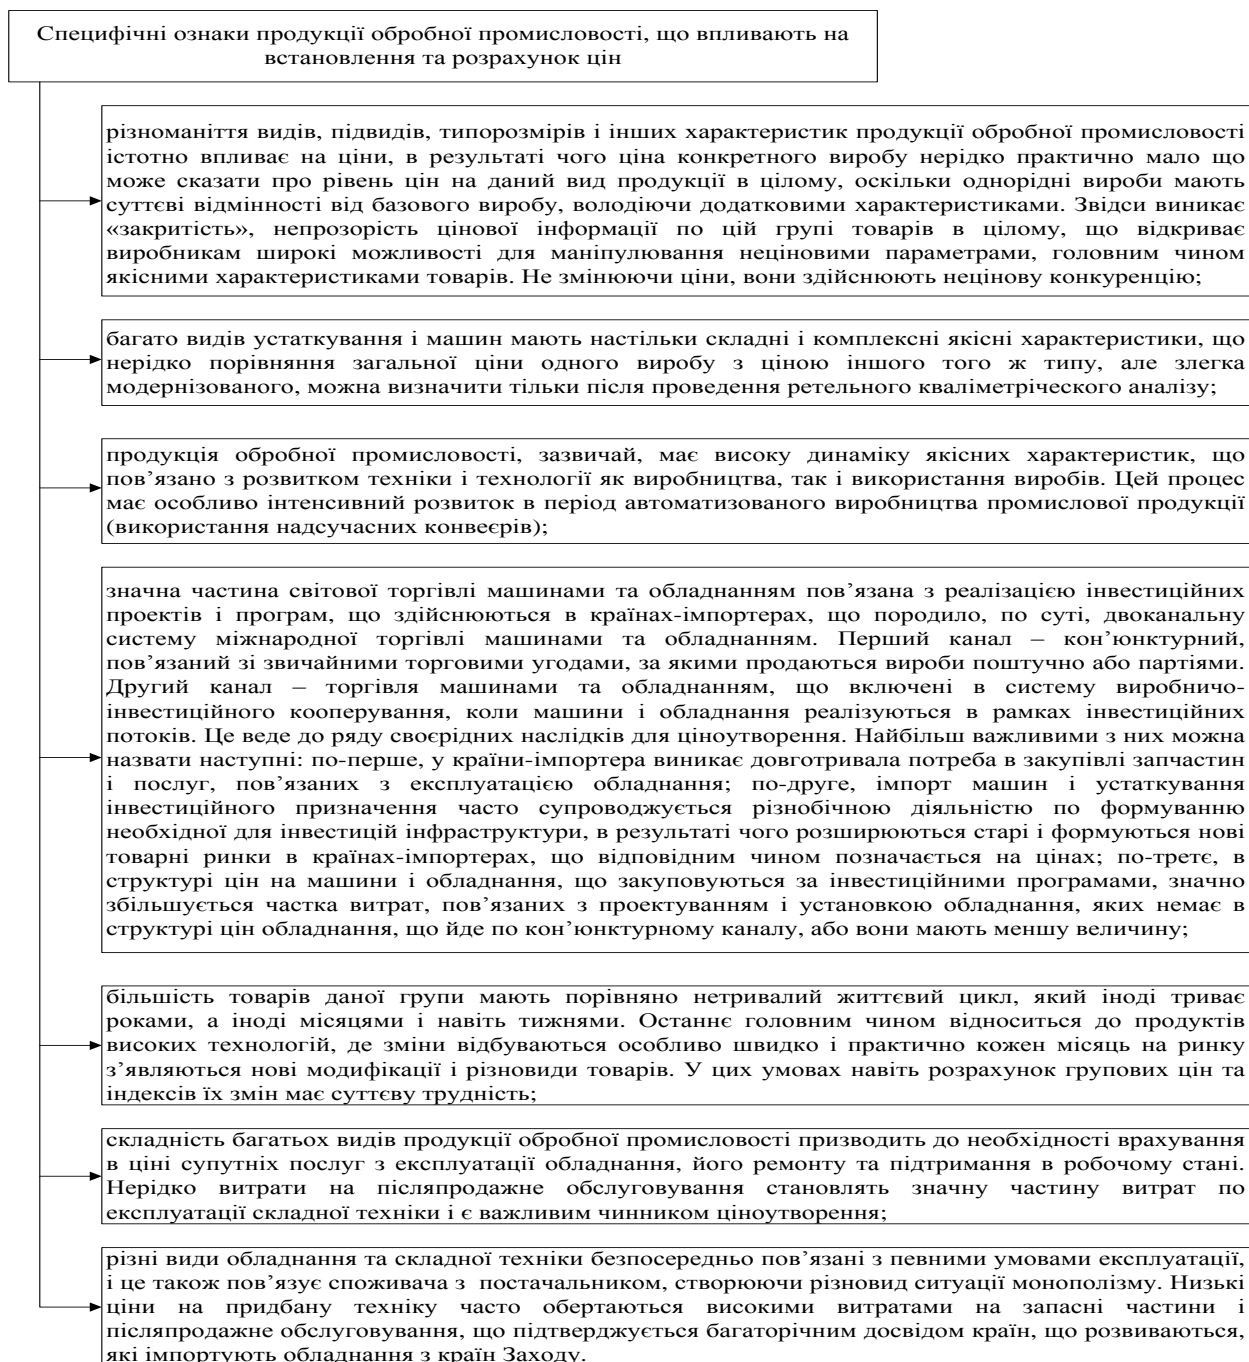 Специфічні ознаки продукції обробної промисловості, що впливають на
встановлення та розрахунок цін
різноманіття видів, підвидів, типорозмірів і інших характеристик продукції обробної промисловості
істотно впливає на ціни, в результаті чого ціна конкретного виробу нерідко практично мало що
може сказати про рівень цін на даний вид продукції в цілому, оскільки однорідні вироби мають
суттєві відмінності від базового виробу, володіючи додатковими характеристиками. Звідси виникає
«закритість», непрозорість цінової інформації по цій групі товарів в цілому, що відкриває
виробникам широкі можливості для маніпулювання неціновими параметрами, головним чином
якісними характеристиками товарів. Не змінюючи ціни, вони здійснюють нецінову конкуренцію;
багато видів устаткування і машин мають настільки складні і комплексні якісні характеристики, що
нерідко порівняння загальної ціни одного виробу з ціною іншого того ж типу, але злегка
модернізованого, можна визначити тільки після проведення ретельного кваліметріческого аналізу;
продукція обробної промисловості, зазвичай, має високу динаміку якісних характеристик, що
пов’язано з розвитком техніки і технології як виробництва, так і використання виробів. Цей процес
має особливо інтенсивний розвиток в період автоматизованого виробництва промислової продукції
(використання надсучасних конвеєрів);
значна частина світової торгівлі машинами та обладнанням пов’язана з реалізацією інвестиційних
проектів і програм, що здійснюються в країнах-імпортерах, що породило, по суті, двоканальну
систему міжнародної торгівлі машинами та обладнанням. Перший канал – кон’юнктурний,
пов’язаний зі звичайними торговими угодами, за якими продаються вироби поштучно або партіями.
Другий канал – торгівля машинами та обладнанням, що включені в систему виробничо-
інвестиційного кооперування, коли машини і обладнання реалізуються в рамках інвестиційних
потоків. Це веде до ряду своєрідних наслідків для ціноутворення. Найбільш важливими з них можна
назвати наступні: по-перше, у країни-імпортера виникає довготривала потреба в закупівлі запчастин
і послуг, пов’язаних з експлуатацією обладнання; по-друге, імпорт машин і устаткування
інвестиційного призначення часто супроводжується різнобічною діяльністю по формуванню
необхідної для інвестицій інфраструктури, в результаті чого розширюються старі і формуються нові
товарні ринки в країнах-імпортерах, що відповідним чином позначається на цінах; по-третє, в
структурі цін на машини і обладнання, що закуповуються за інвестиційними програмами, значно
збільшується частка витрат, пов’язаних з проектуванням і установкою обладнання, яких немає в
структурі цін обладнання, що йде по кон’юнктурному каналу, або вони мають меншу величину;
більшість товарів даної групи мають порівняно нетривалий життєвий цикл, який іноді триває
роками, а іноді місяцями і навіть тижнями. Останнє головним чином відноситься до продуктів
високих технологій, де зміни відбуваються особливо швидко і практично кожен місяць на ринку
з’являються нові модифікації і різновиди товарів. У цих умовах навіть розрахунок групових цін та
індексів їх змін має суттєву трудність;
складність багатьох видів продукції обробної промисловості призводить до необхідності врахування
в ціні супутніх послуг з експлуатації обладнання, його ремонту та підтримання в робочому стані.
Нерідко витрати на післяпродажне обслуговування становлять значну частину витрат по
експлуатації складної техніки і є важливим чинником ціноутворення;
різні види обладнання та складної техніки безпосередньо пов’язані з певними умовами експлуатації,
і це також пов’язує споживача з постачальником, створюючи різновид ситуації монополізму. Низькі
ціни на придбану техніку часто обертаються високими витратами на запасні частини і
післяпродажне обслуговування, що підтверджується багаторічним досвідом країн, що розвиваються,
які імпортують обладнання з країн Заходу.